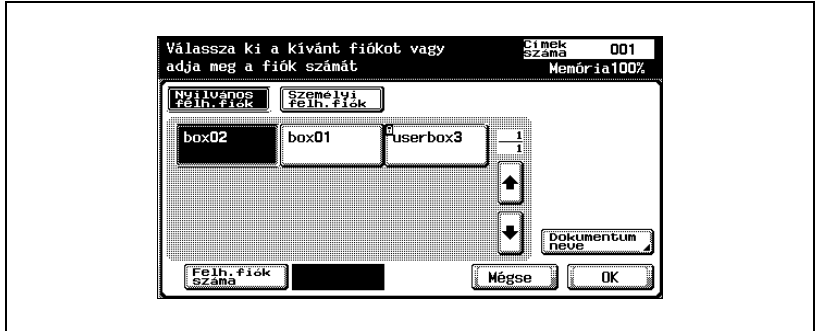 Válassza ki a kívánt fiókot vagy
adja meg a fiók számát
Címek
száma
001
Memória100%
Nyilvános
felh.fiók
Személyi
felh.fiók
box02
box01
userbox3
1
1
Dokumentum
neve
Felh.fiók
száma
Mégse
OK